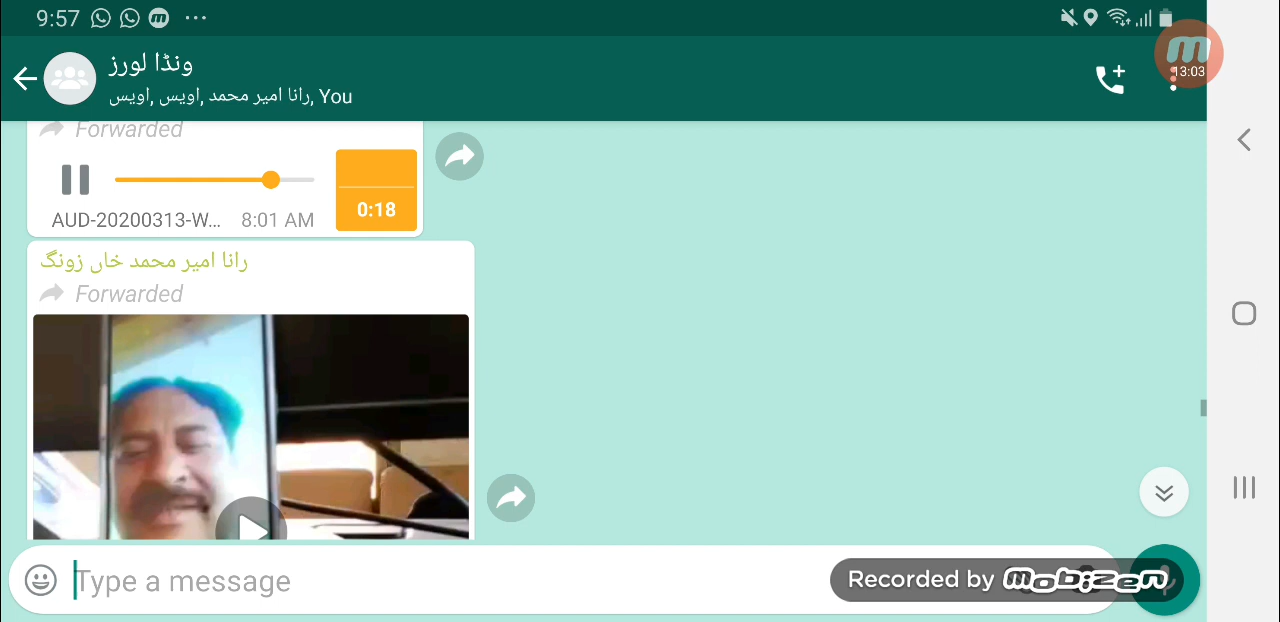 9:57
13:03
ونڈا لورز
رانا امیر محمد, اویس, اویس, You
Forwarded
0:18
AUD-20200313-W... 8:01 AM
رانا امیر محمد خاں زونگ
Forwarded
Type a message
Recorded by mobizen